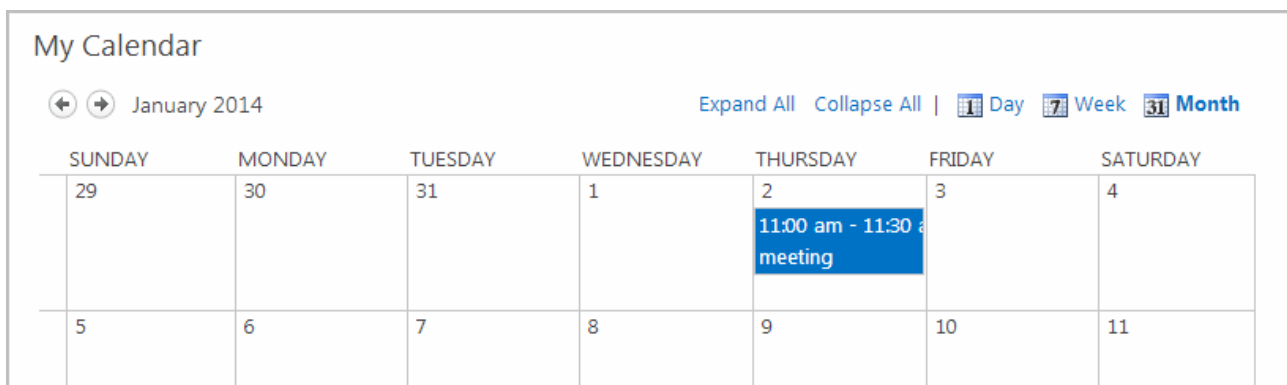 My Calendar
January 2014 Expand All Collapse All | 1 Day 7 Week 31 Month
SUNDAY MONDAY TUESDAY WEDNESDAY THURSDAY FRIDAY SATURDAY
29 30 31 1 2 3 4
11:00 am - 11:30 a
meeting
5 6 7 8 9 10 11